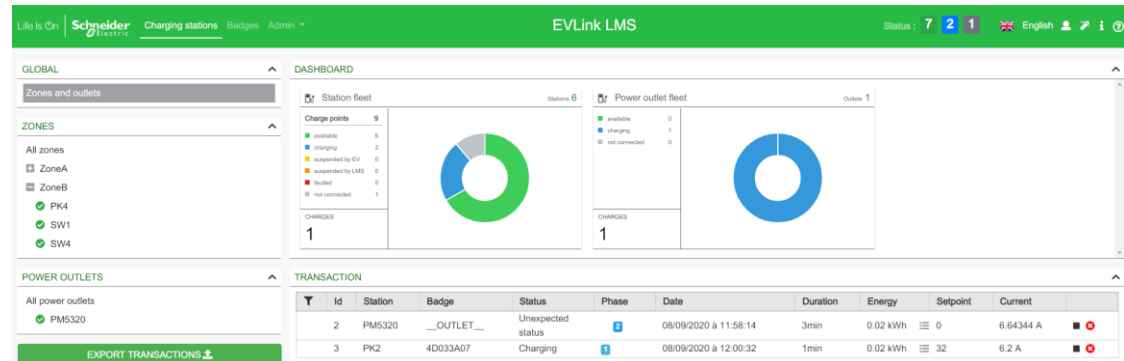 Life Is On | Schneider Electric Charging stations Badges Admin
EVLink LMS
Status : 7 2 1 English
GLOBAL
Zones and outlets
ZONES
All zones
ZoneA
ZoneB
PK4
SW1
SW4
POWER OUTLETS
All power outlets
PM5320
EXPORT TRANSACTIONS
DASHBOARD
Station fleet Stations 6
Charge points 9
available 6
charging 2
suspended by EV 0
suspended by LMS 0
faulted 0
not connected 1
CHARGES
1
Power outlet fleet Outlets 1
available 0
charging 1
not connected 0
CHARGES
1
TRANSACTION
Id Station Badge Status Phase Date Duration Energy Setpoint Current
2 PM5320 __OUTLET__ Unexpected status 2 08/09/2020 à 11:58:14 3min 0.02 kWh 0 6.64344 A
3 PK2 4D033A07 Charging 1 08/09/2020 à 12:00:32 1min 0.02 kWh 32 6.2 A